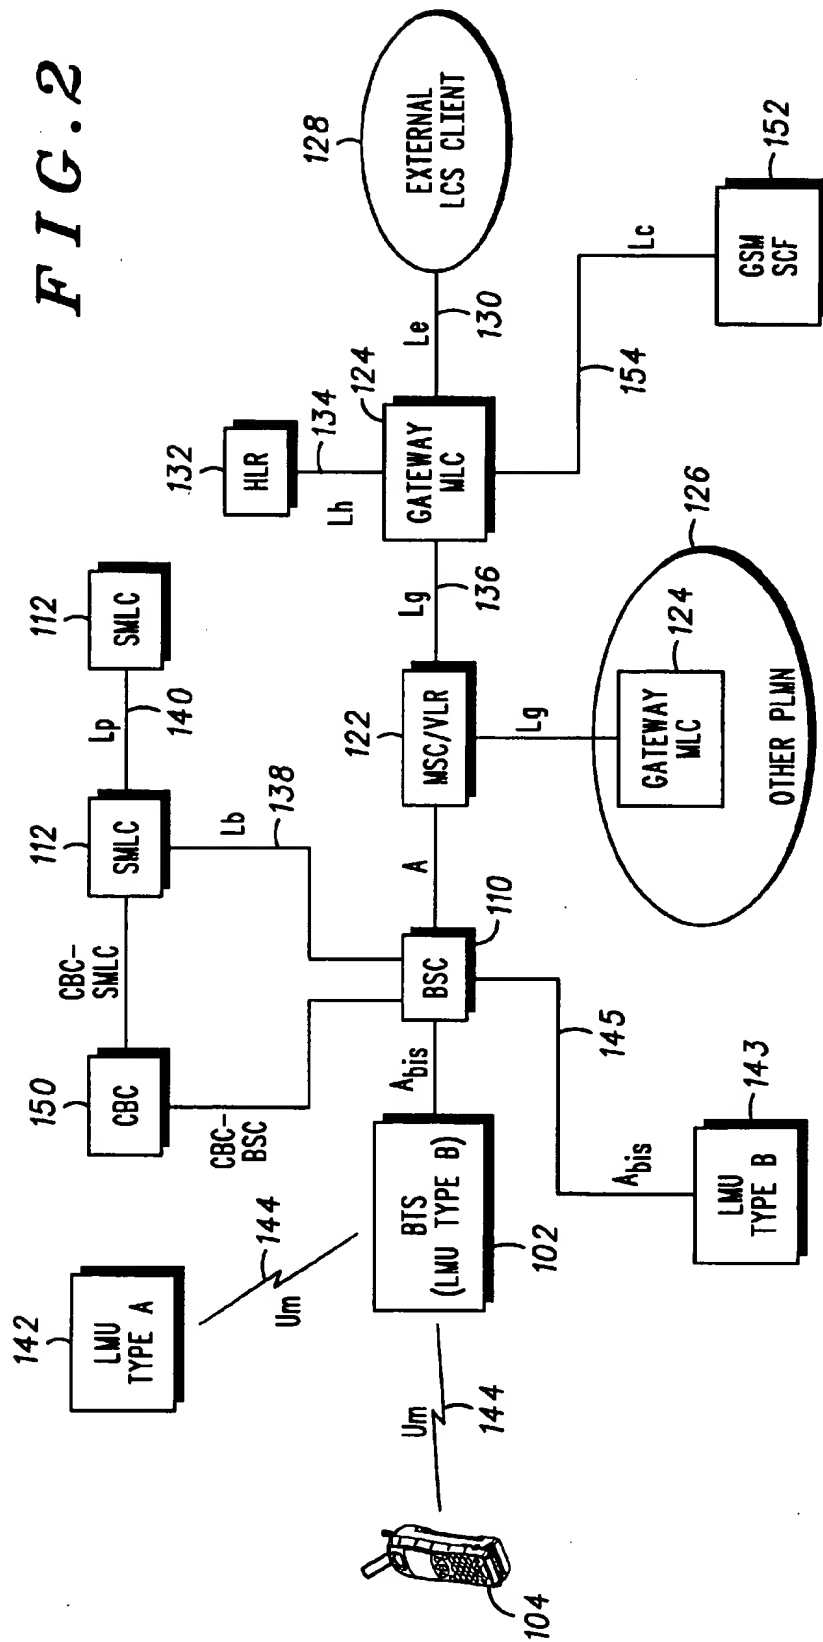 FIG.2
142
LMU
TYPE A
150
CBC
CBC-
SMLC
112
SMLC
Lp
140
112
SMLC
144
Um
CBC-
BSC
Lb
138
132
HLR
Lh
134
128
EXTERNAL
LCS CLIENT
104
Um
144
BTS
(LMU TYPE B)
102
Abis
BSC
110
A
122
MSC/VLR
Lg
136
124
GATEWAY
MLC
Le
130
145
Abis
LMU
TYPE B
143
Lg
GATEWAY
MLC
124
OTHER PLMN
126
154
Lc
GSM
SCF
152